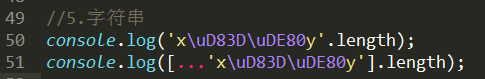 49 //5.字符串
50 console.log('x\uD83D\uDE80y'.length);
51 console.log([...'x\uD83D\uDE80y'].length);